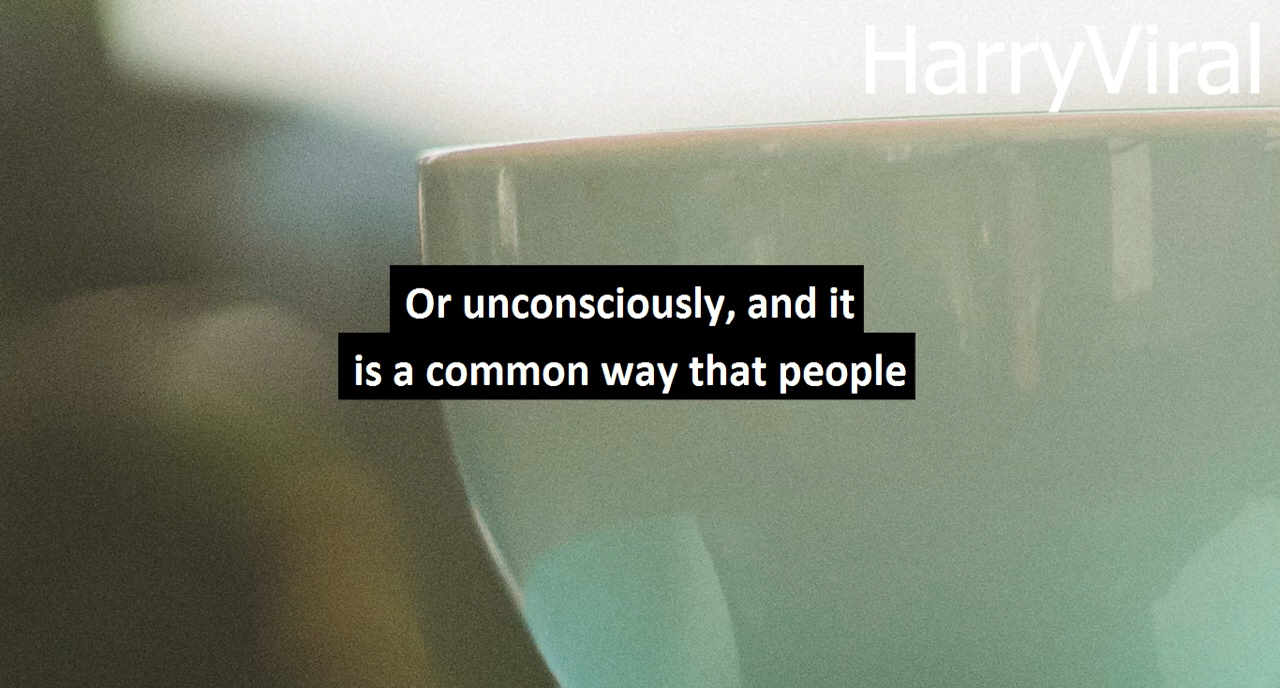 HarryViral
Or unconsciously, and it
is a common way that people